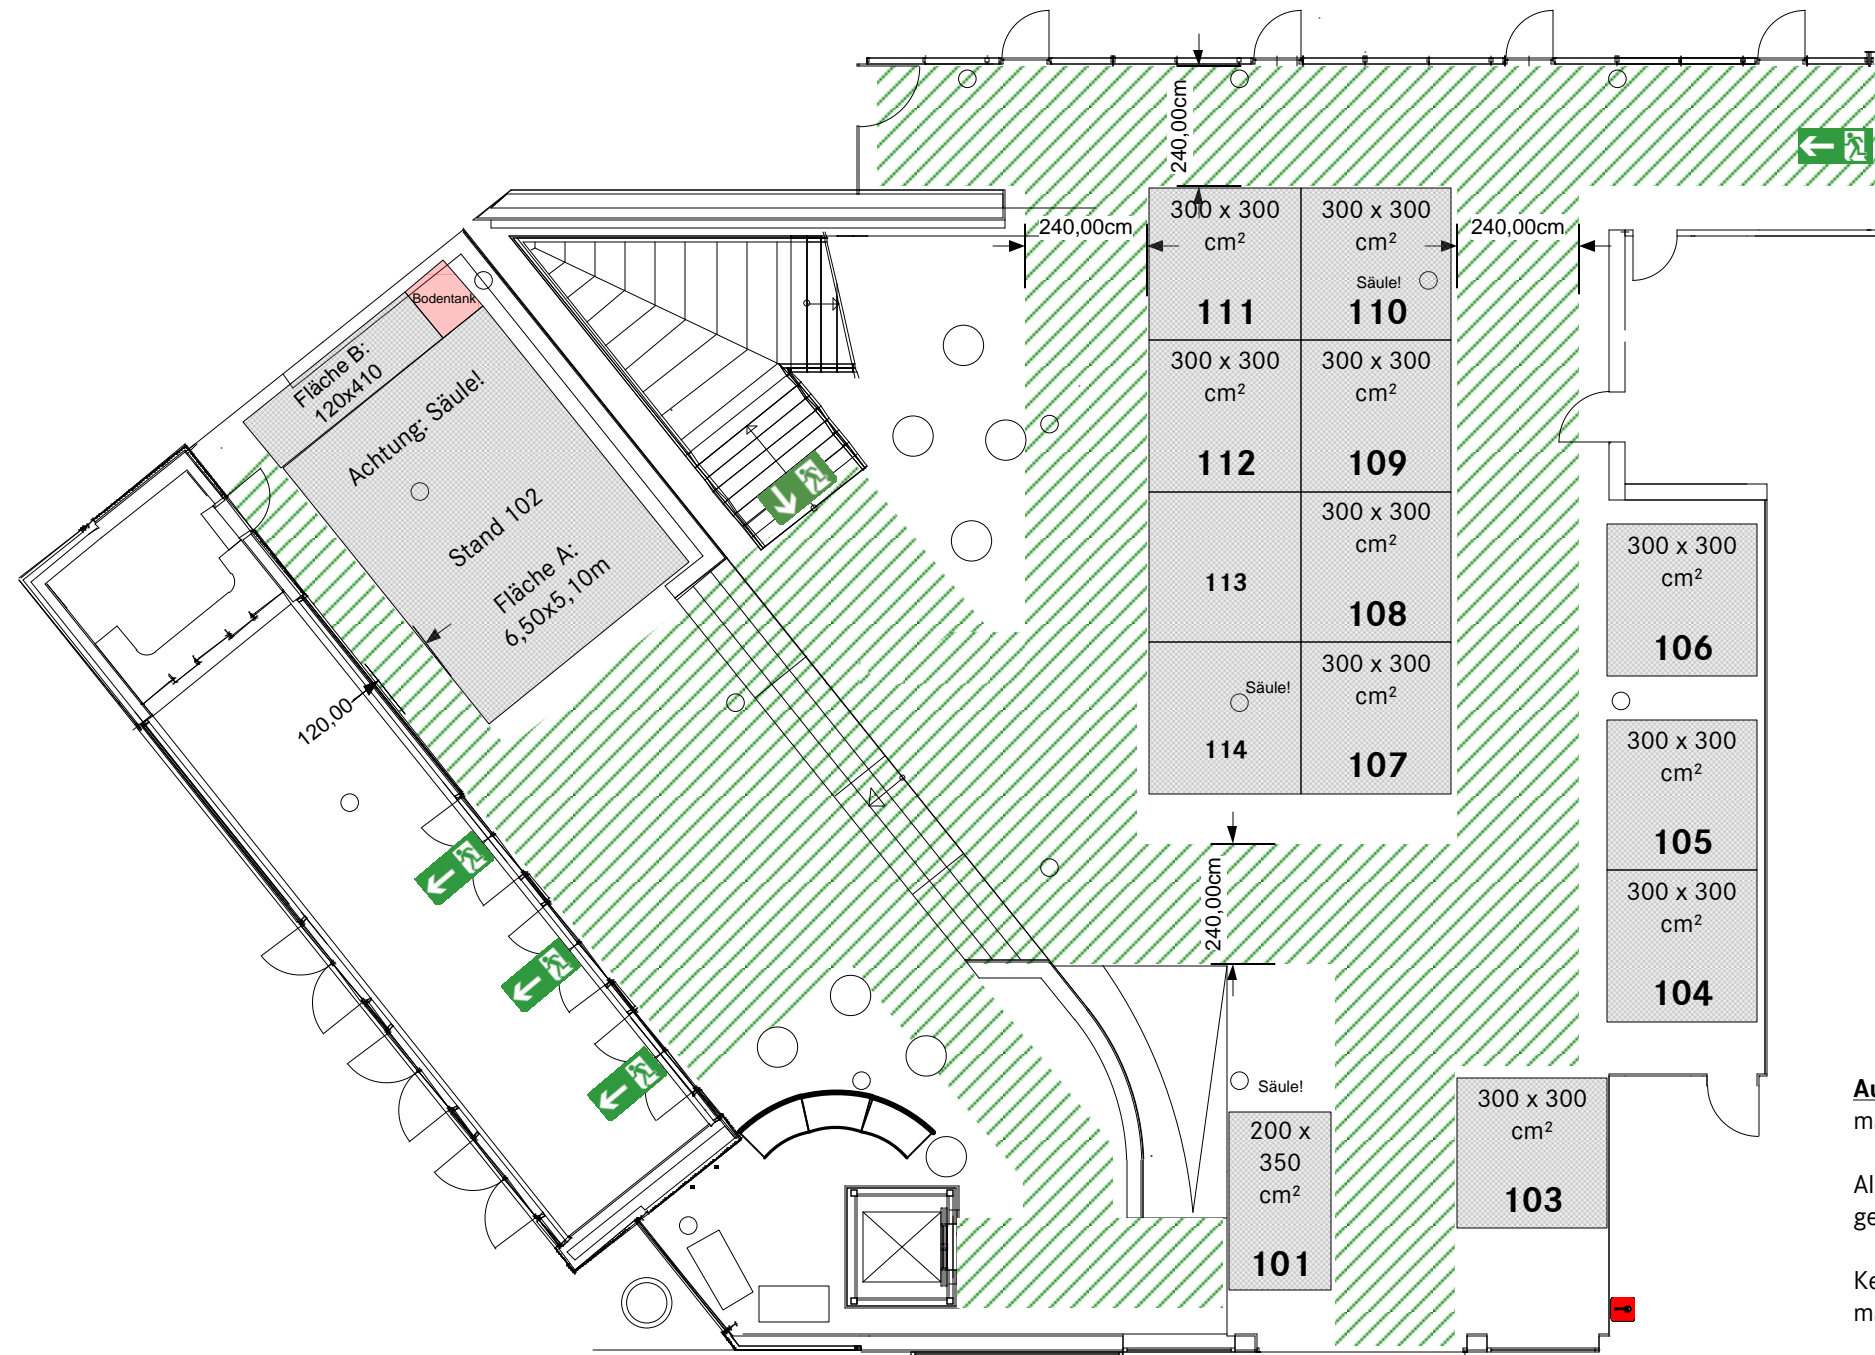 240,00cm
240,00cm
300 x 300
cm²
111
300 x 300
cm²
Säule!
110
240,00cm
Bodentank
Fläche B:
120x410
Achtung: Säule!
Stand 102
Fläche A:
6,50x5,10m
120,00
300 x 300
cm²
112
300 x 300
cm²
109
113
300 x 300
cm²
108
Säule!
114
300 x 300
cm²
107
300 x 300
cm²
106
300 x 300
cm²
105
300 x 300
cm²
104
240,00cm
Säule!
200 x
350
cm²
101
300 x 300
cm²
103